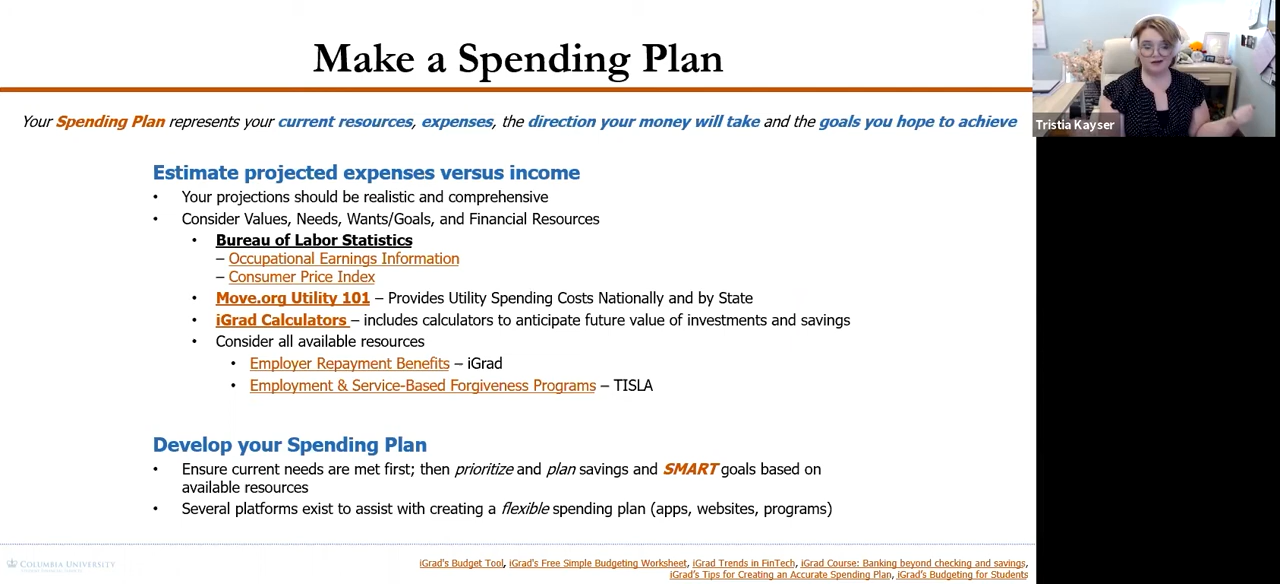 Make a Spending Plan
Your Spending Plan represents your current resources, expenses, the direction your money will take and the goals you hope to achieve
Tristia Kayser
Estimate projected expenses versus income
• Your projections should be realistic and comprehensive
• Consider Values, Needs, Wants/Goals, and Financial Resources
• Bureau of Labor Statistics
– Occupational Earnings Information
– Consumer Price Index
• Move.org Utility 101 – Provides Utility Spending Costs Nationally and by State
• iGrad Calculators – includes calculators to anticipate future value of investments and savings
• Consider all available resources
• Employer Repayment Benefits – iGrad
• Employment & Service-Based Forgiveness Programs – TISLA
Develop your Spending Plan
• Ensure current needs are met first; then prioritize and plan savings and SMART goals based on
available resources
• Several platforms exist to assist with creating a flexible spending plan (apps, websites, programs)
COLUMBIA UNIVERSITY
iGrad's Budget Tool, iGrad's Free Simple Budgeting Worksheet, iGrad Trends in FinTech, iGrad Course: Banking beyond checking and savings,
iGrad's Tips for Creating an Accurate Spending Plan, iGrad's Budgeting for Students